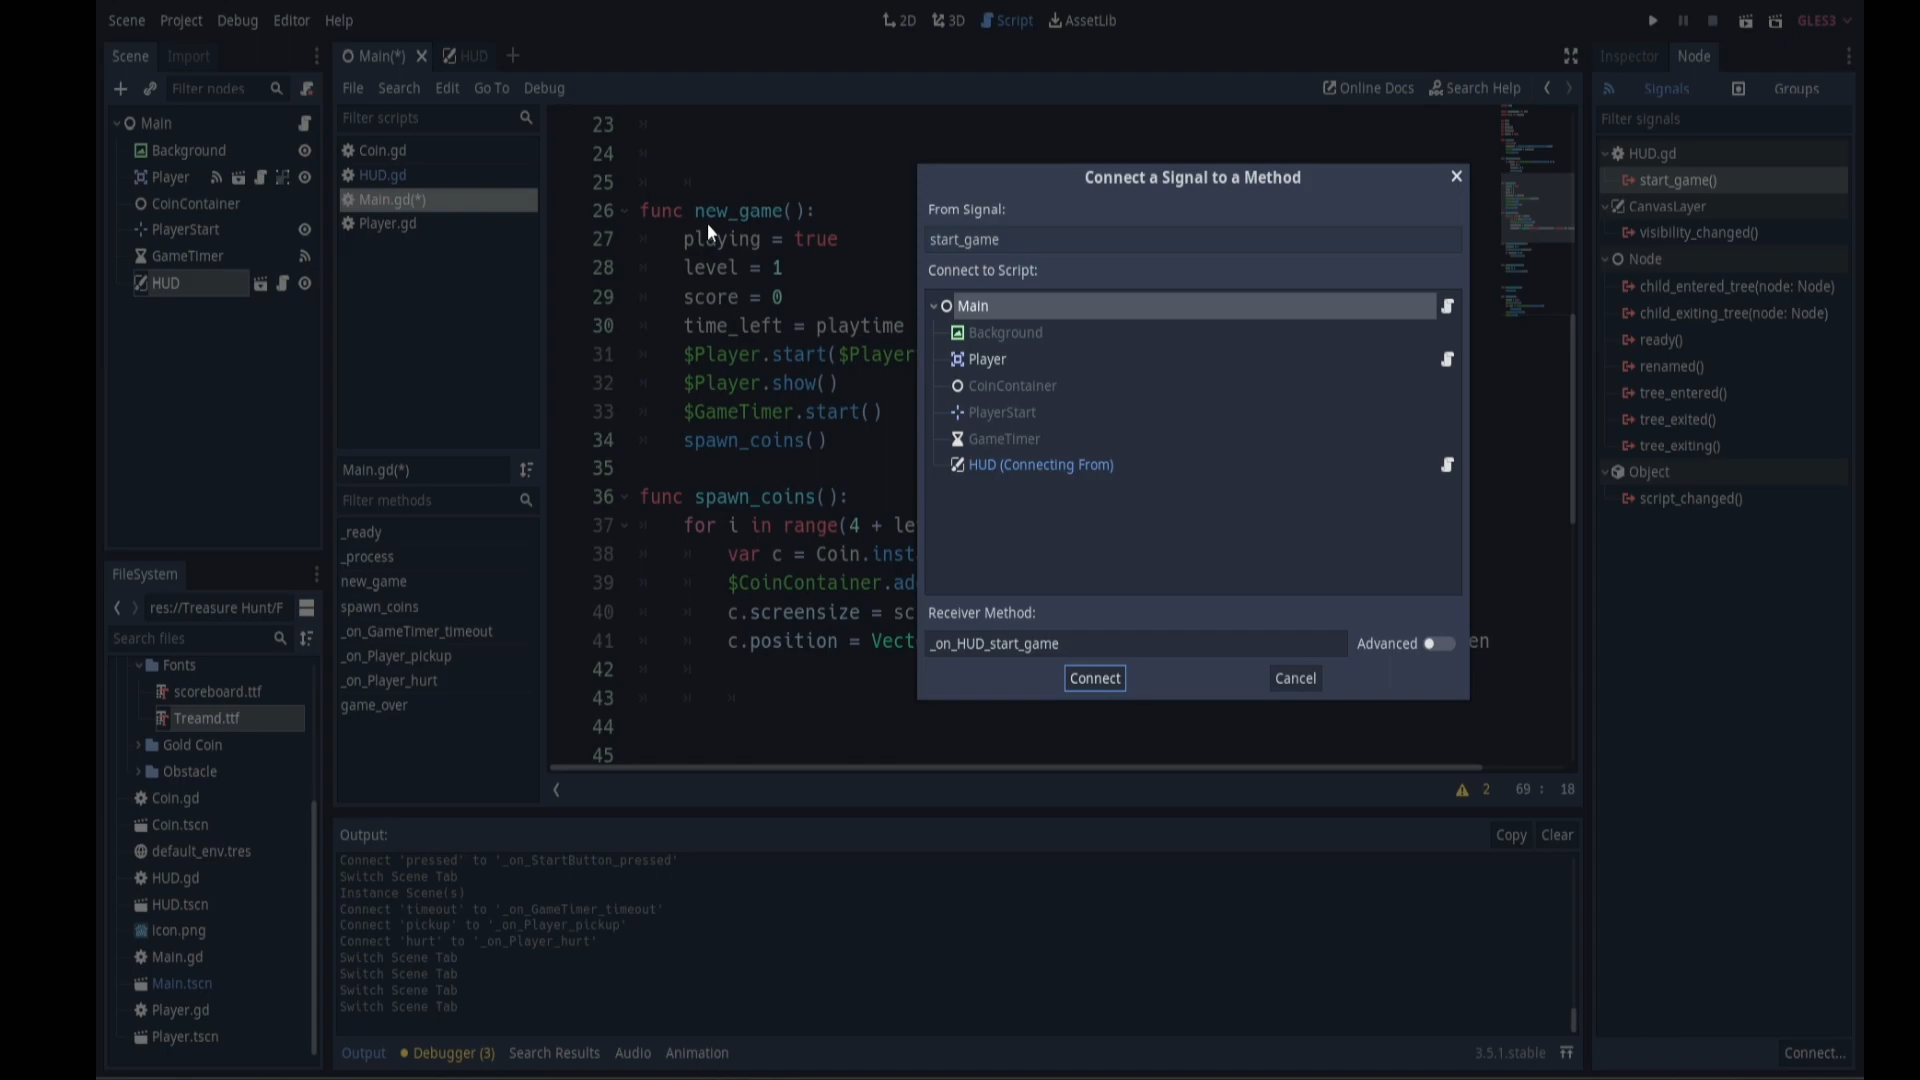 Scene Project Debug Editor Help
2D 3D Script AssetLib
GLES3
Scene Import
Filter nodes
Main
Background
Player
CoinContainer
PlayerStart
GameTimer
HUD
FileSystem
res://Treasure Hunt/F
Search files
Fonts
scoreboard.ttf
Treamd.ttf
Gold Coin
Obstacle
Coin.gd
Coin.tscn
default_env.tres
HUD.gd
HUD.tscn
icon.png
Main.gd
Main.tscn
Player.gd
Player.tscn
Main(*) HUD
File Search Edit Go To Debug
Online Docs Search Help
Filter scripts
Coin.gd
HUD.gd
Main.gd(*)
Player.gd
Main.gd(*)
Filter methods
_ready
_process
new_game
spawn_coins
_on_GameTimer_timeout
_on_Player_pickup
_on_Player_hurt
game_over
23
24
25
26 func new_game():
27 playing = true
28 level = 1
29 score = 0
30 time_left = playtime
31 $Player.start($Player
32 $Player.show()
33 $GameTimer.start()
34 spawn_coins()
35
36 func spawn_coins():
37 for i in range(4 + le
38 var c = Coin.inst
39 $CoinContainer.ad
40 c.screensize = sc
41 c.position = Vect en
42
43
44
45
2 69 : 18
Connect a Signal to a Method
From Signal:
start_game
Connect to Script:
Main
Background
Player
CoinContainer
PlayerStart
GameTimer
HUD (Connecting From)
Receiver Method:
_on_HUD_start_game Advanced
Connect Cancel
Output: Copy Clear
Connect 'pressed' to '_on_StartButton_pressed'
Switch Scene Tab
Instance Scene(s)
Connect 'timeout' to '_on_GameTimer_timeout'
Connect 'pickup' to '_on_Player_pickup'
Connect 'hurt' to '_on_Player_hurt'
Switch Scene Tab
Switch Scene Tab
Switch Scene Tab
Switch Scene Tab
Output Debugger (3) Search Results Audio Animation 3.5.1.stable
Inspector Node
Signals Groups
Filter signals
HUD.gd
start_game()
CanvasLayer
visibility_changed()
Node
child_entered_tree(node: Node)
child_exiting_tree(node: Node)
ready()
renamed()
tree_entered()
tree_exited()
tree_exiting()
Object
script_changed()
Connect...